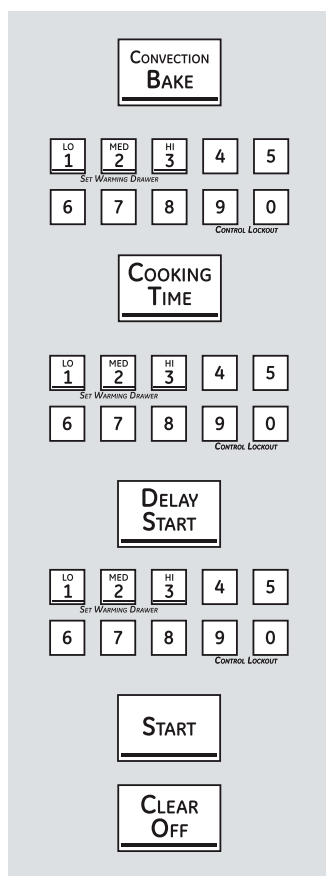 CONVECTION
BAKE
LO MED HI
1 2 3 4 5
SET WARMING DRAWER
6 7 8 9 0
CONTROL LOCKOUT
COOKING
TIME
LO MED HI
1 2 3 4 5
SET WARMING DRAWER
6 7 8 9 0
CONTROL LOCKOUT
DELAY
START
LO MED HI
1 2 3 4 5
SET WARMING DRAWER
6 7 8 9 0
CONTROL LOCKOUT
START
CLEAR
OFF